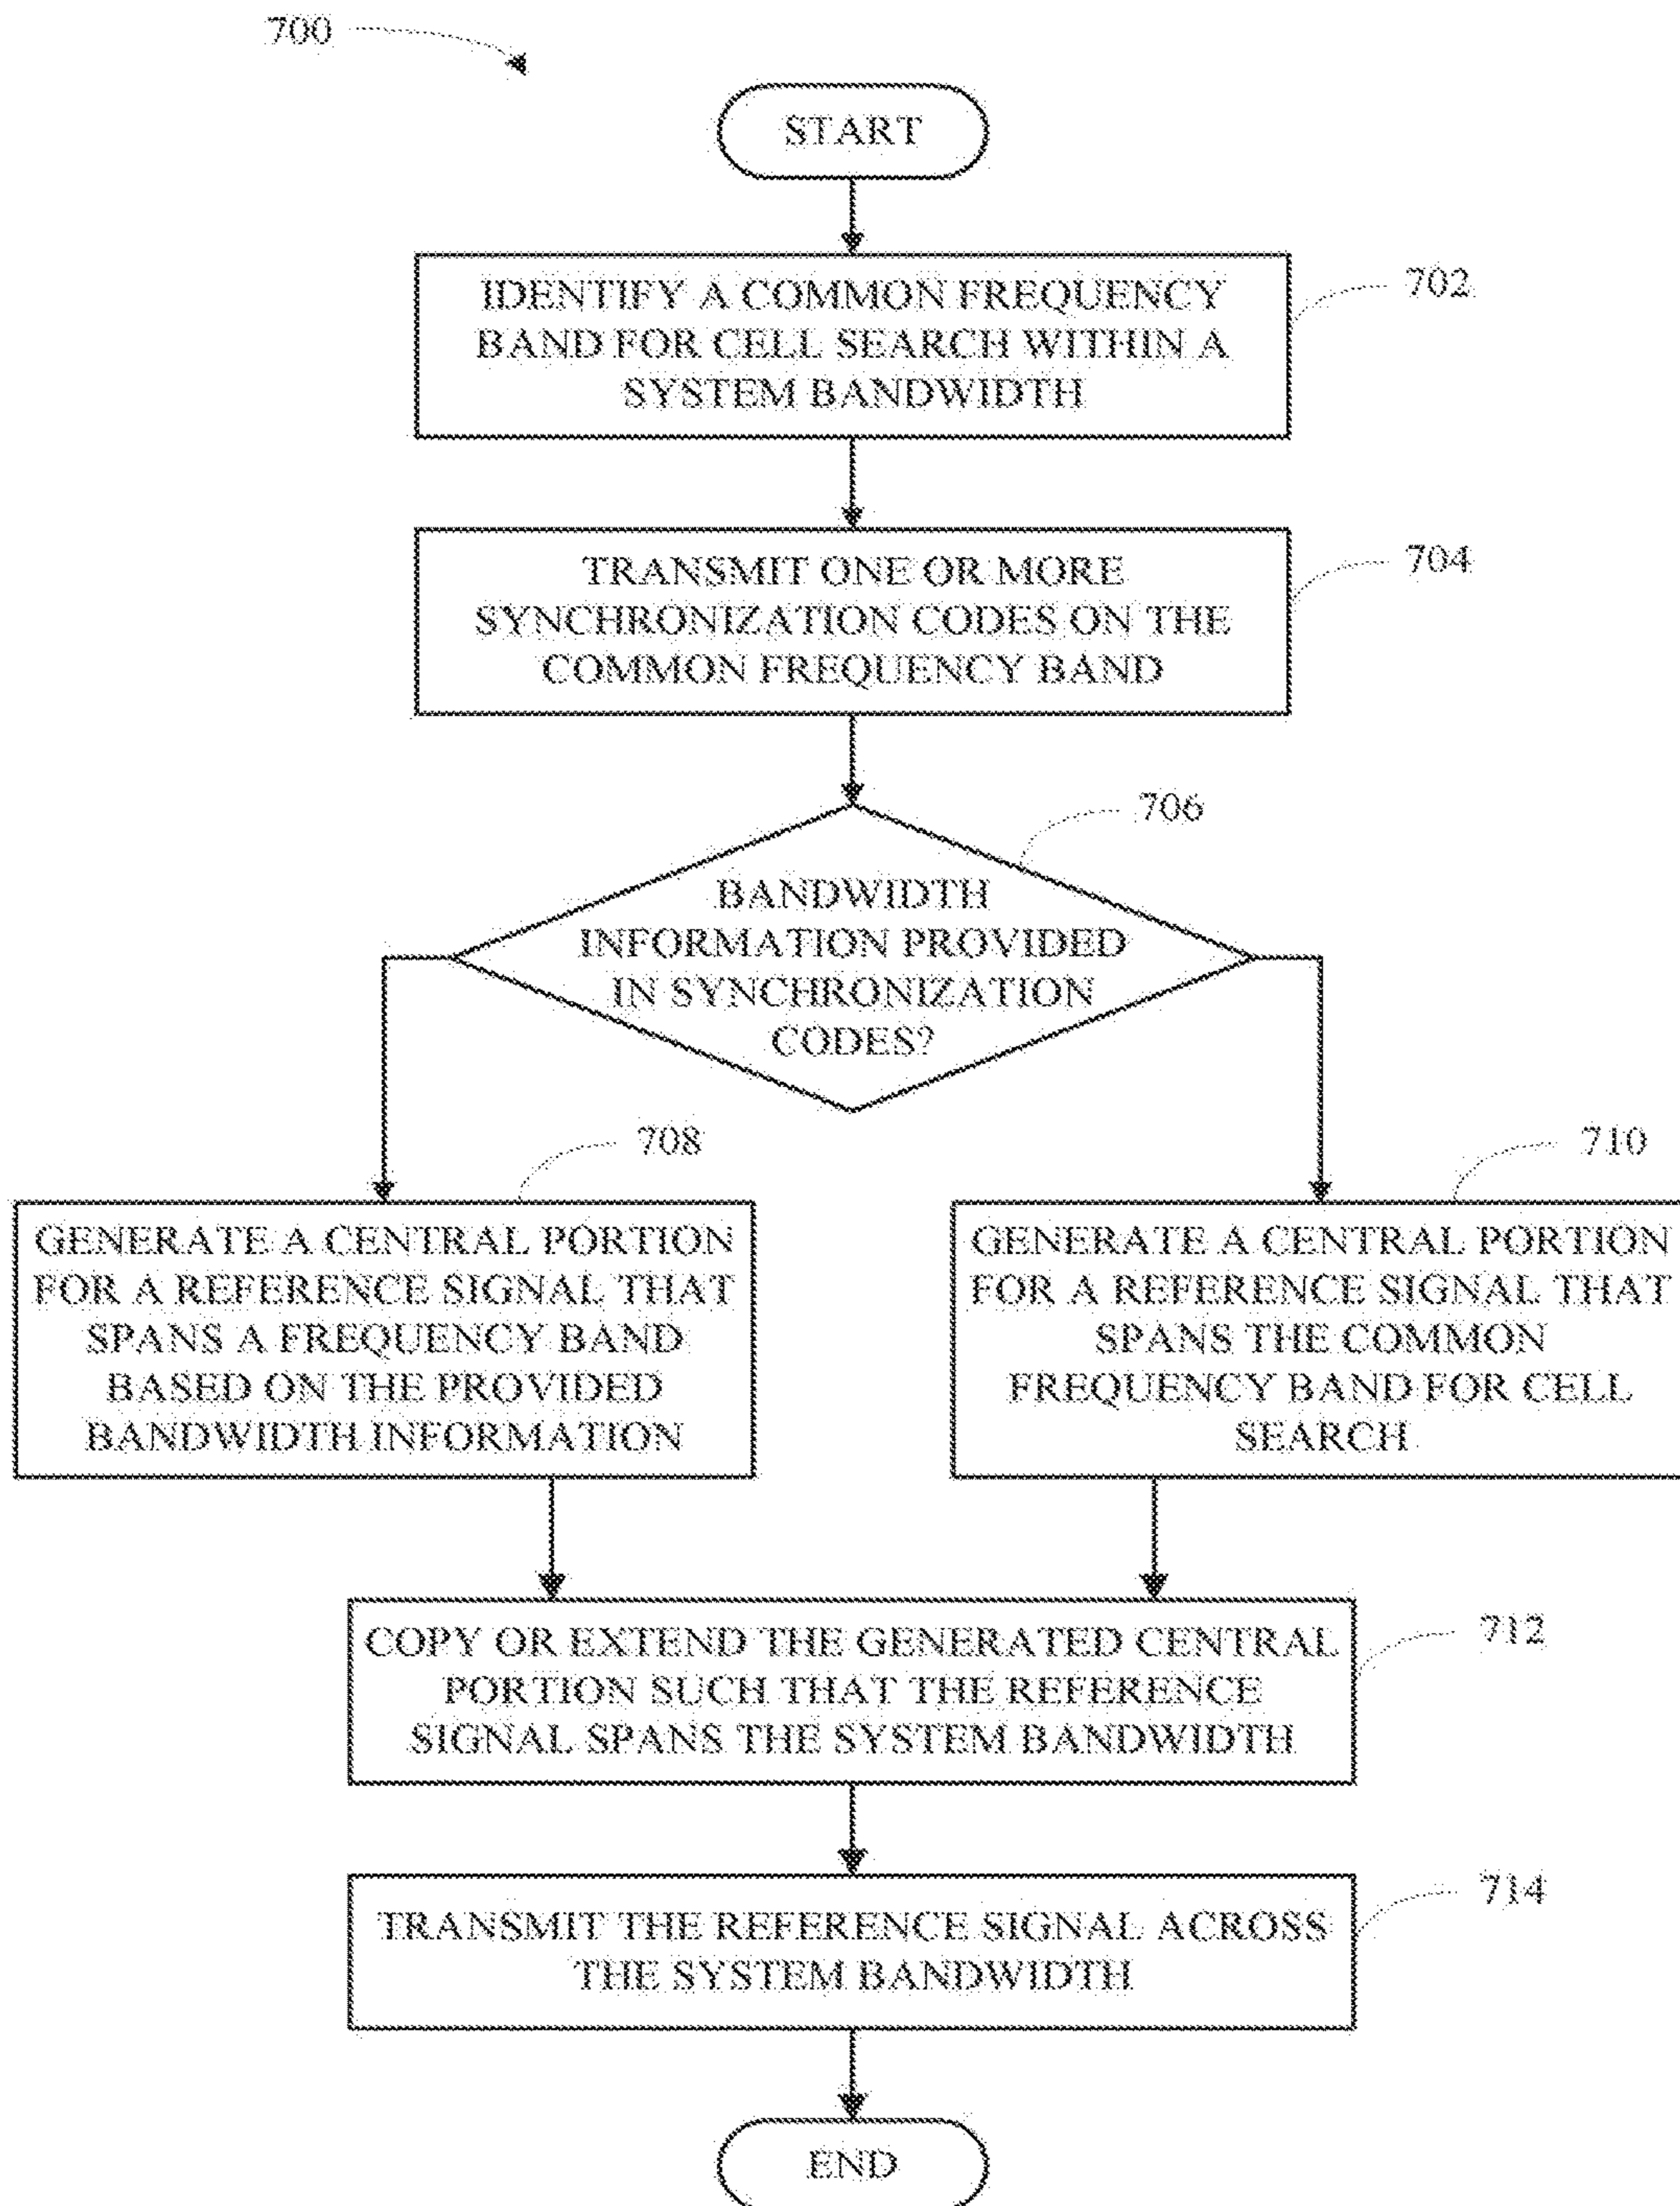 700
START
IDENTIFY A COMMON FREQUENCY
BAND FOR CELL SEARCH WITHIN A
SYSTEM BANDWIDTH
702
TRANSMIT ONE OR MORE
SYNCHRONIZATION CODES ON THE
COMMON FREQUENCY BAND
704
706
BANDWIDTH
INFORMATION PROVIDED
IN SYNCHRONIZATION
CODES?
708
GENERATE A CENTRAL PORTION
FOR A REFERENCE SIGNAL THAT
SPANS A FREQUENCY BAND
BASED ON THE PROVIDED
BANDWIDTH INFORMATION
710
GENERATE A CENTRAL PORTION
FOR A REFERENCE SIGNAL THAT
SPANS THE COMMON
FREQUENCY BAND FOR CELL
SEARCH
COPY OR EXTEND THE GENERATED CENTRAL
PORTION SUCH THAT THE REFERENCE
SIGNAL SPANS THE SYSTEM BANDWIDTH
712
TRANSMIT THE REFERENCE SIGNAL ACROSS
THE SYSTEM BANDWIDTH
714
END